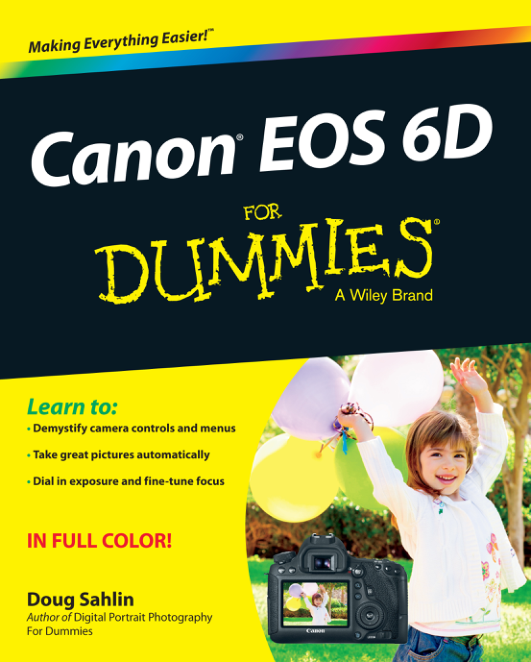 Making Everything Easier!™
Canon® EOS 6D
FOR
DUMMIES®
A Wiley Brand
Learn to:
• Demystify camera controls and menus
• Take great pictures automatically
• Dial in exposure and fine-tune focus
IN FULL COLOR!
Doug Sahlin
Author of Digital Portrait Photography
For Dummies
Canon